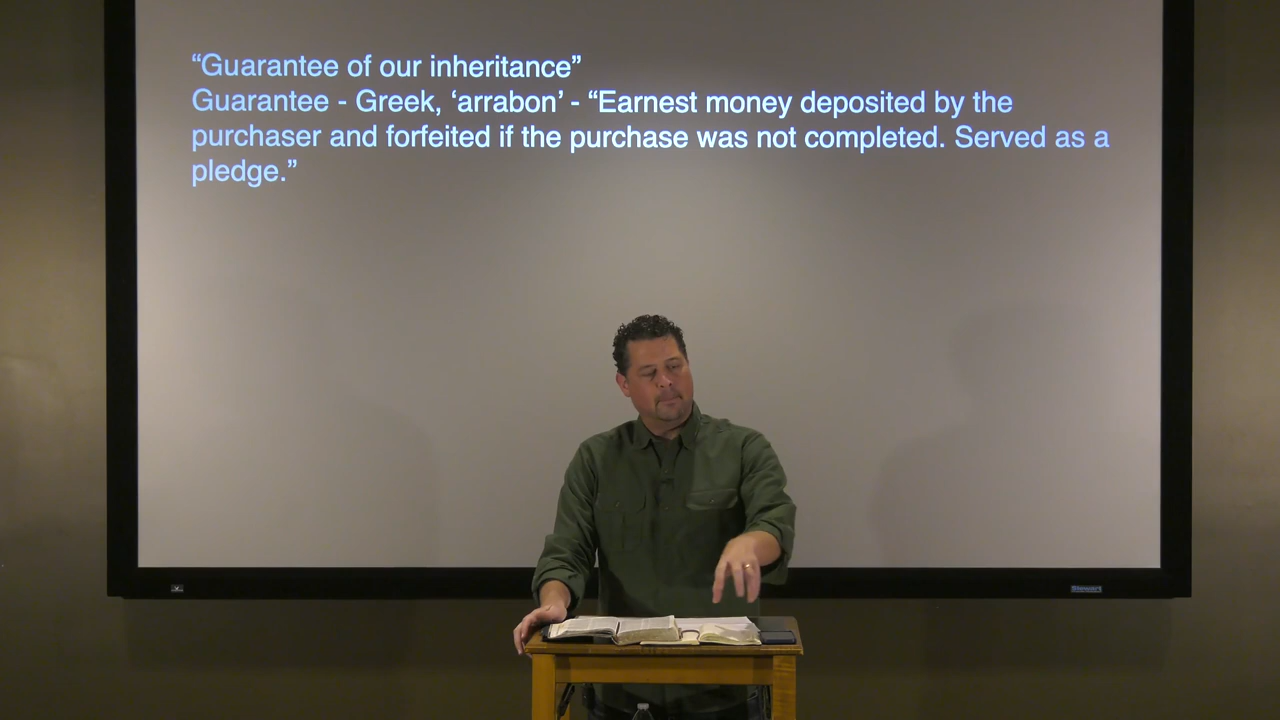 “Guarantee of our inheritance”
Guarantee - Greek, ‘arrabon’ - “Earnest money deposited by the
purchaser and forfeited if the purchase was not completed. Served as a
pledge.”